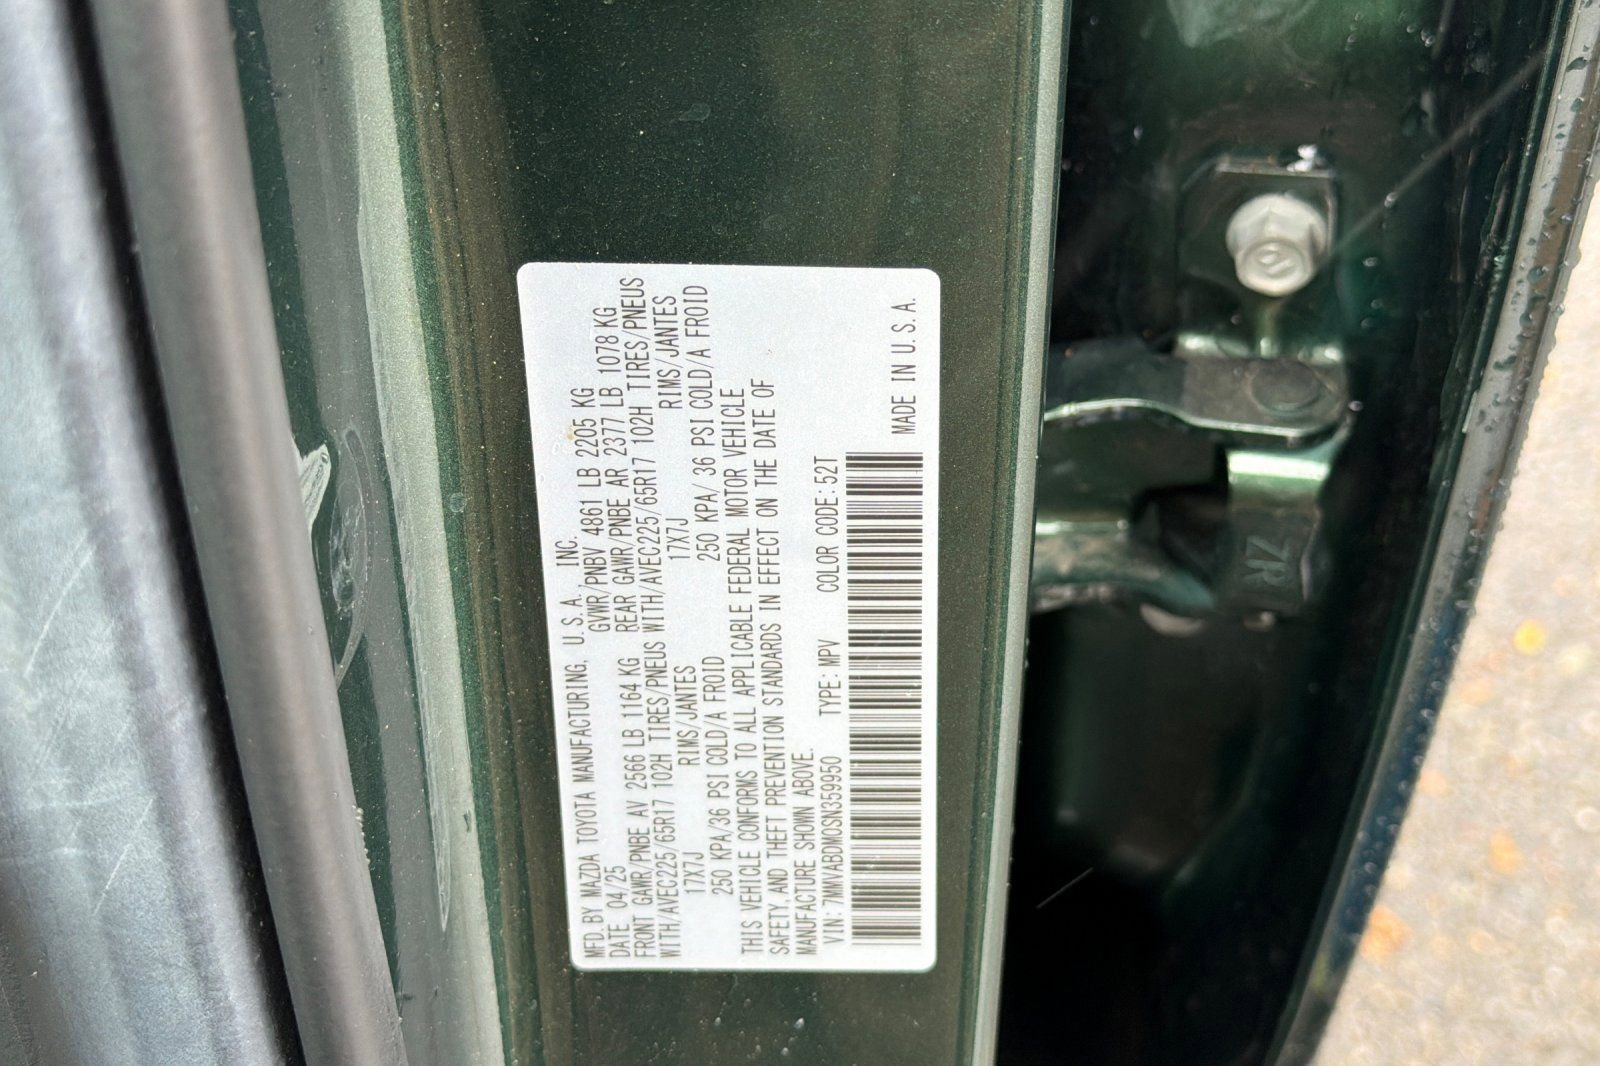 MFD. BY MAZDA TOYOTA MANUFACTURING, U. S. A. , INC.
DATE 04/25 GVWR/PNBV 4861 LB 2205 KG
FRONT GAWR/PNBE AV 2566 LB 1164 KG REAR GAWR/PNBE AR 2377 LB 1078 KG
WITH/AVEC225/65R17 102H TIRES/PNEUS WITH/AVEC225/65R17 102H TIRES/PNEUS
17X7J RIMS/JANTES 17X7J RIMS/JANTES
250 KPA/36 PSI COLD/A FROID 250 KPA/36 PSI COLD/A FROID
THIS VEHICLE CONFORMS TO ALL APPLICABLE FEDERAL MOTOR VEHICLE
SAFETY, AND THEFT PREVENTION STANDARDS IN EFFECT ON THE DATE OF
MANUFACTURE SHOWN ABOVE.
VIN: 7MMVABDM0SN359950 TYPE: MPV COLOR CODE: 52T
MADE IN U. S. A.
ZR